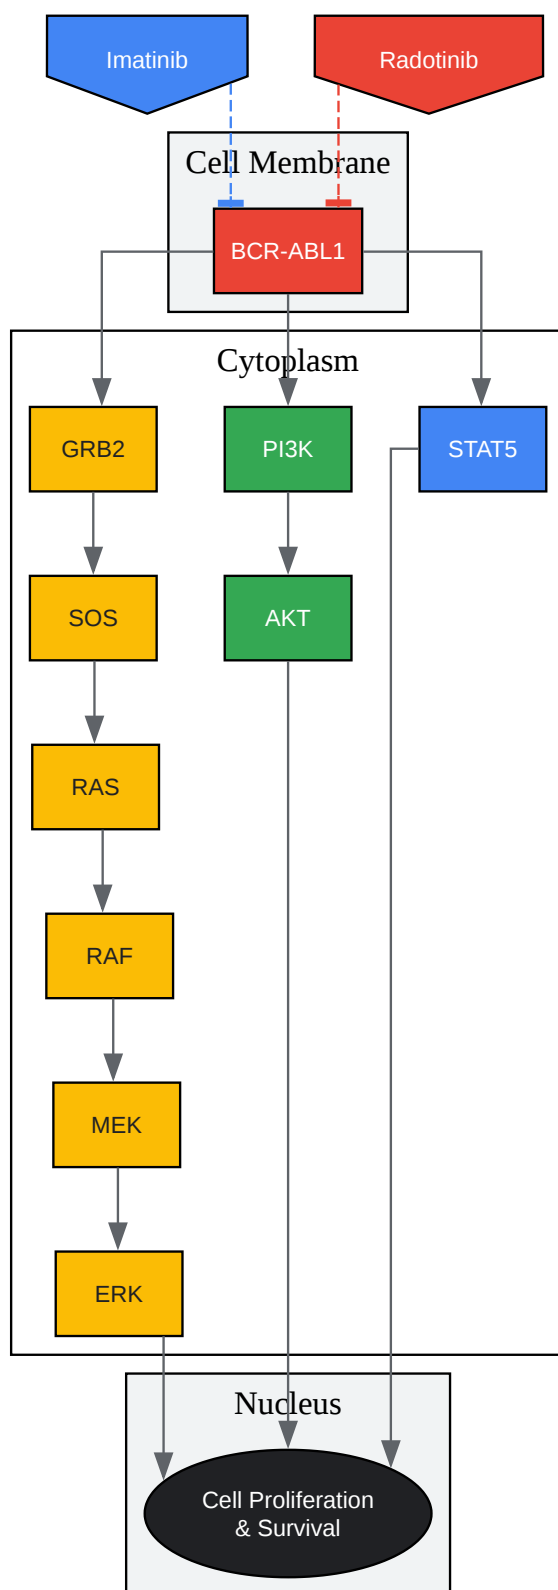 Imatinib
Radotinib
Cell Membrane
BCR-ABL1
Cytoplasm
GRB2
PI3K
STAT5
SOS
AKT
RAS
RAF
MEK
ERK
Nucleus
Cell Proliferation
& Survival